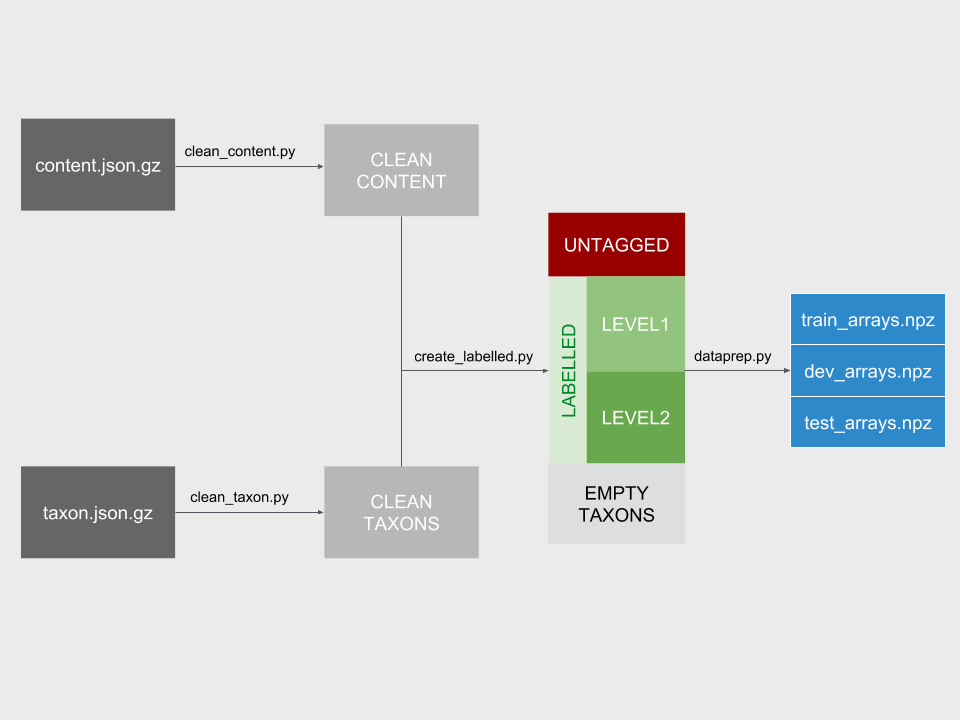 content.json.gz
clean_content.py
CLEAN
CONTENT
taxon.json.gz
clean_taxon.py
CLEAN
TAXONS
create_labelled.py
UNTAGGED
LABELLED
LEVEL1
LEVEL2
EMPTY
TAXONS
dataprep.py
train_arrays.npz
dev_arrays.npz
test_arrays.npz